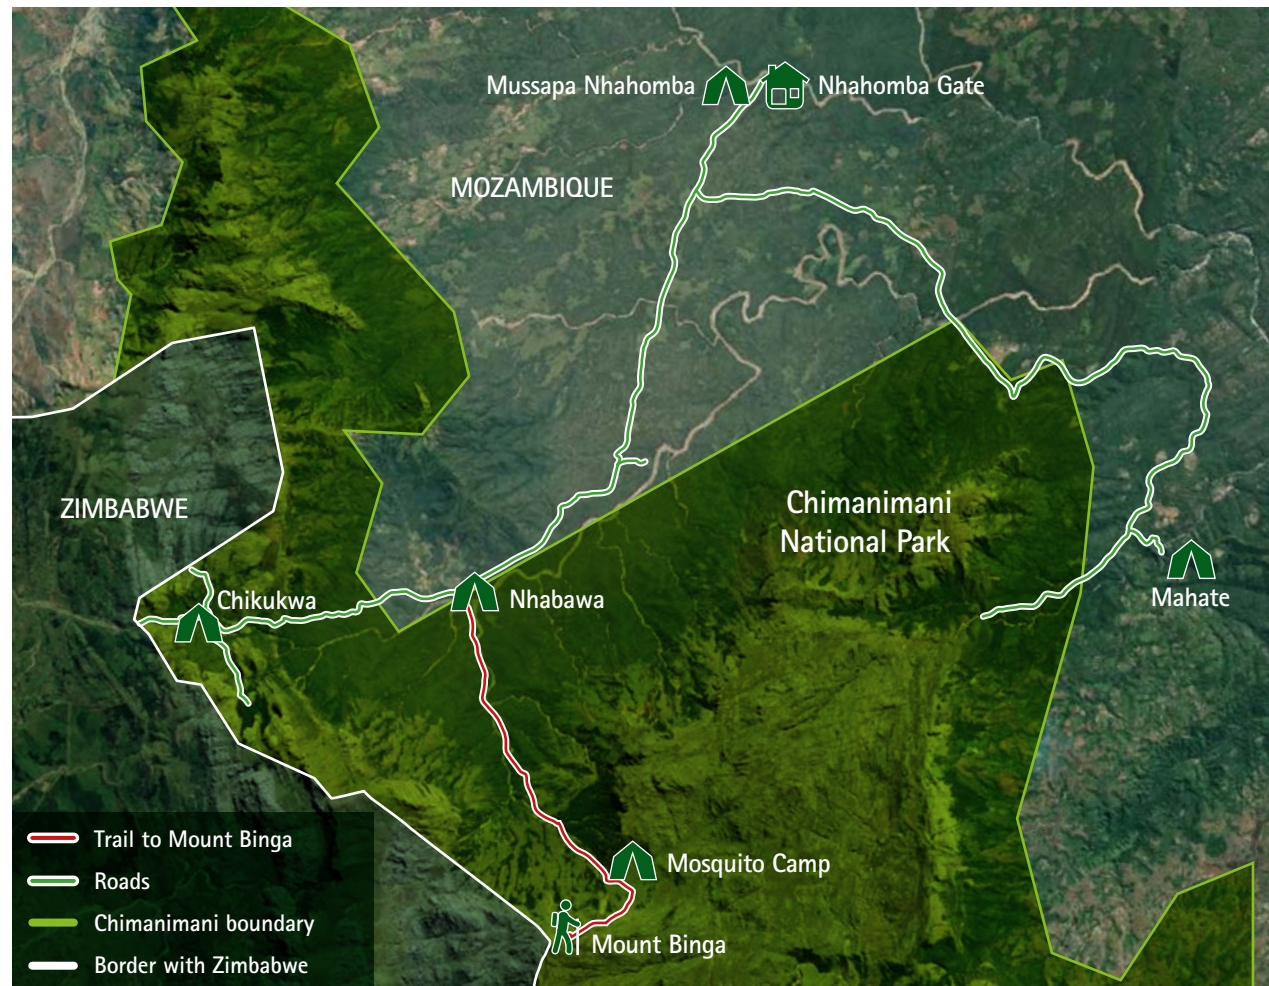 Mussapa Nhahomba
Nhahomba Gate
MOZAMBIQUE
ZIMBABWE
Chimanimani
National Park
Chikukwa
Nhabawa
Mahate
Mosquito Camp
Mount Binga
Trail to Mount Binga
Roads
Chimanimani boundary
Border with Zimbabwe